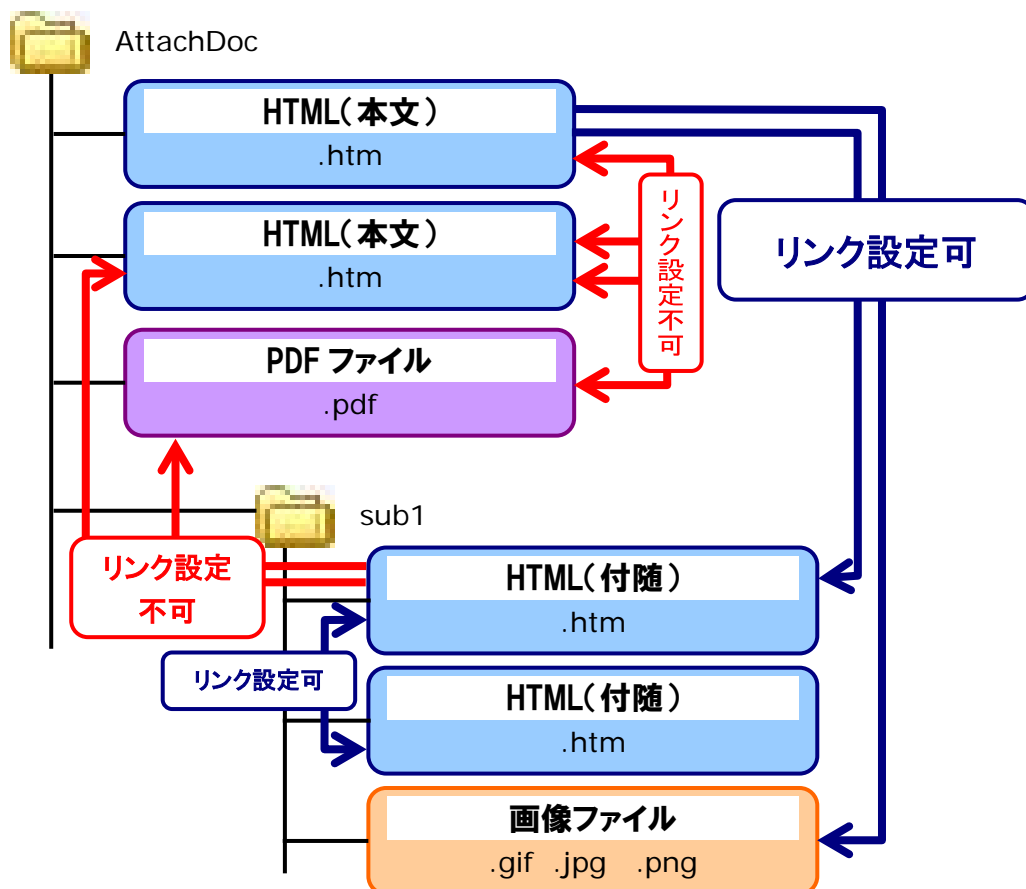 AttachDoc
HTML(本文)
.htm
リンク設定不可
HTML(本文)
.htm
リンク設定可
PDF ファイル
.pdf
sub1
リンク設定
不可
HTML(付随)
.htm
リンク設定可
HTML(付随)
.htm
画像ファイル
.gif .jpg .png